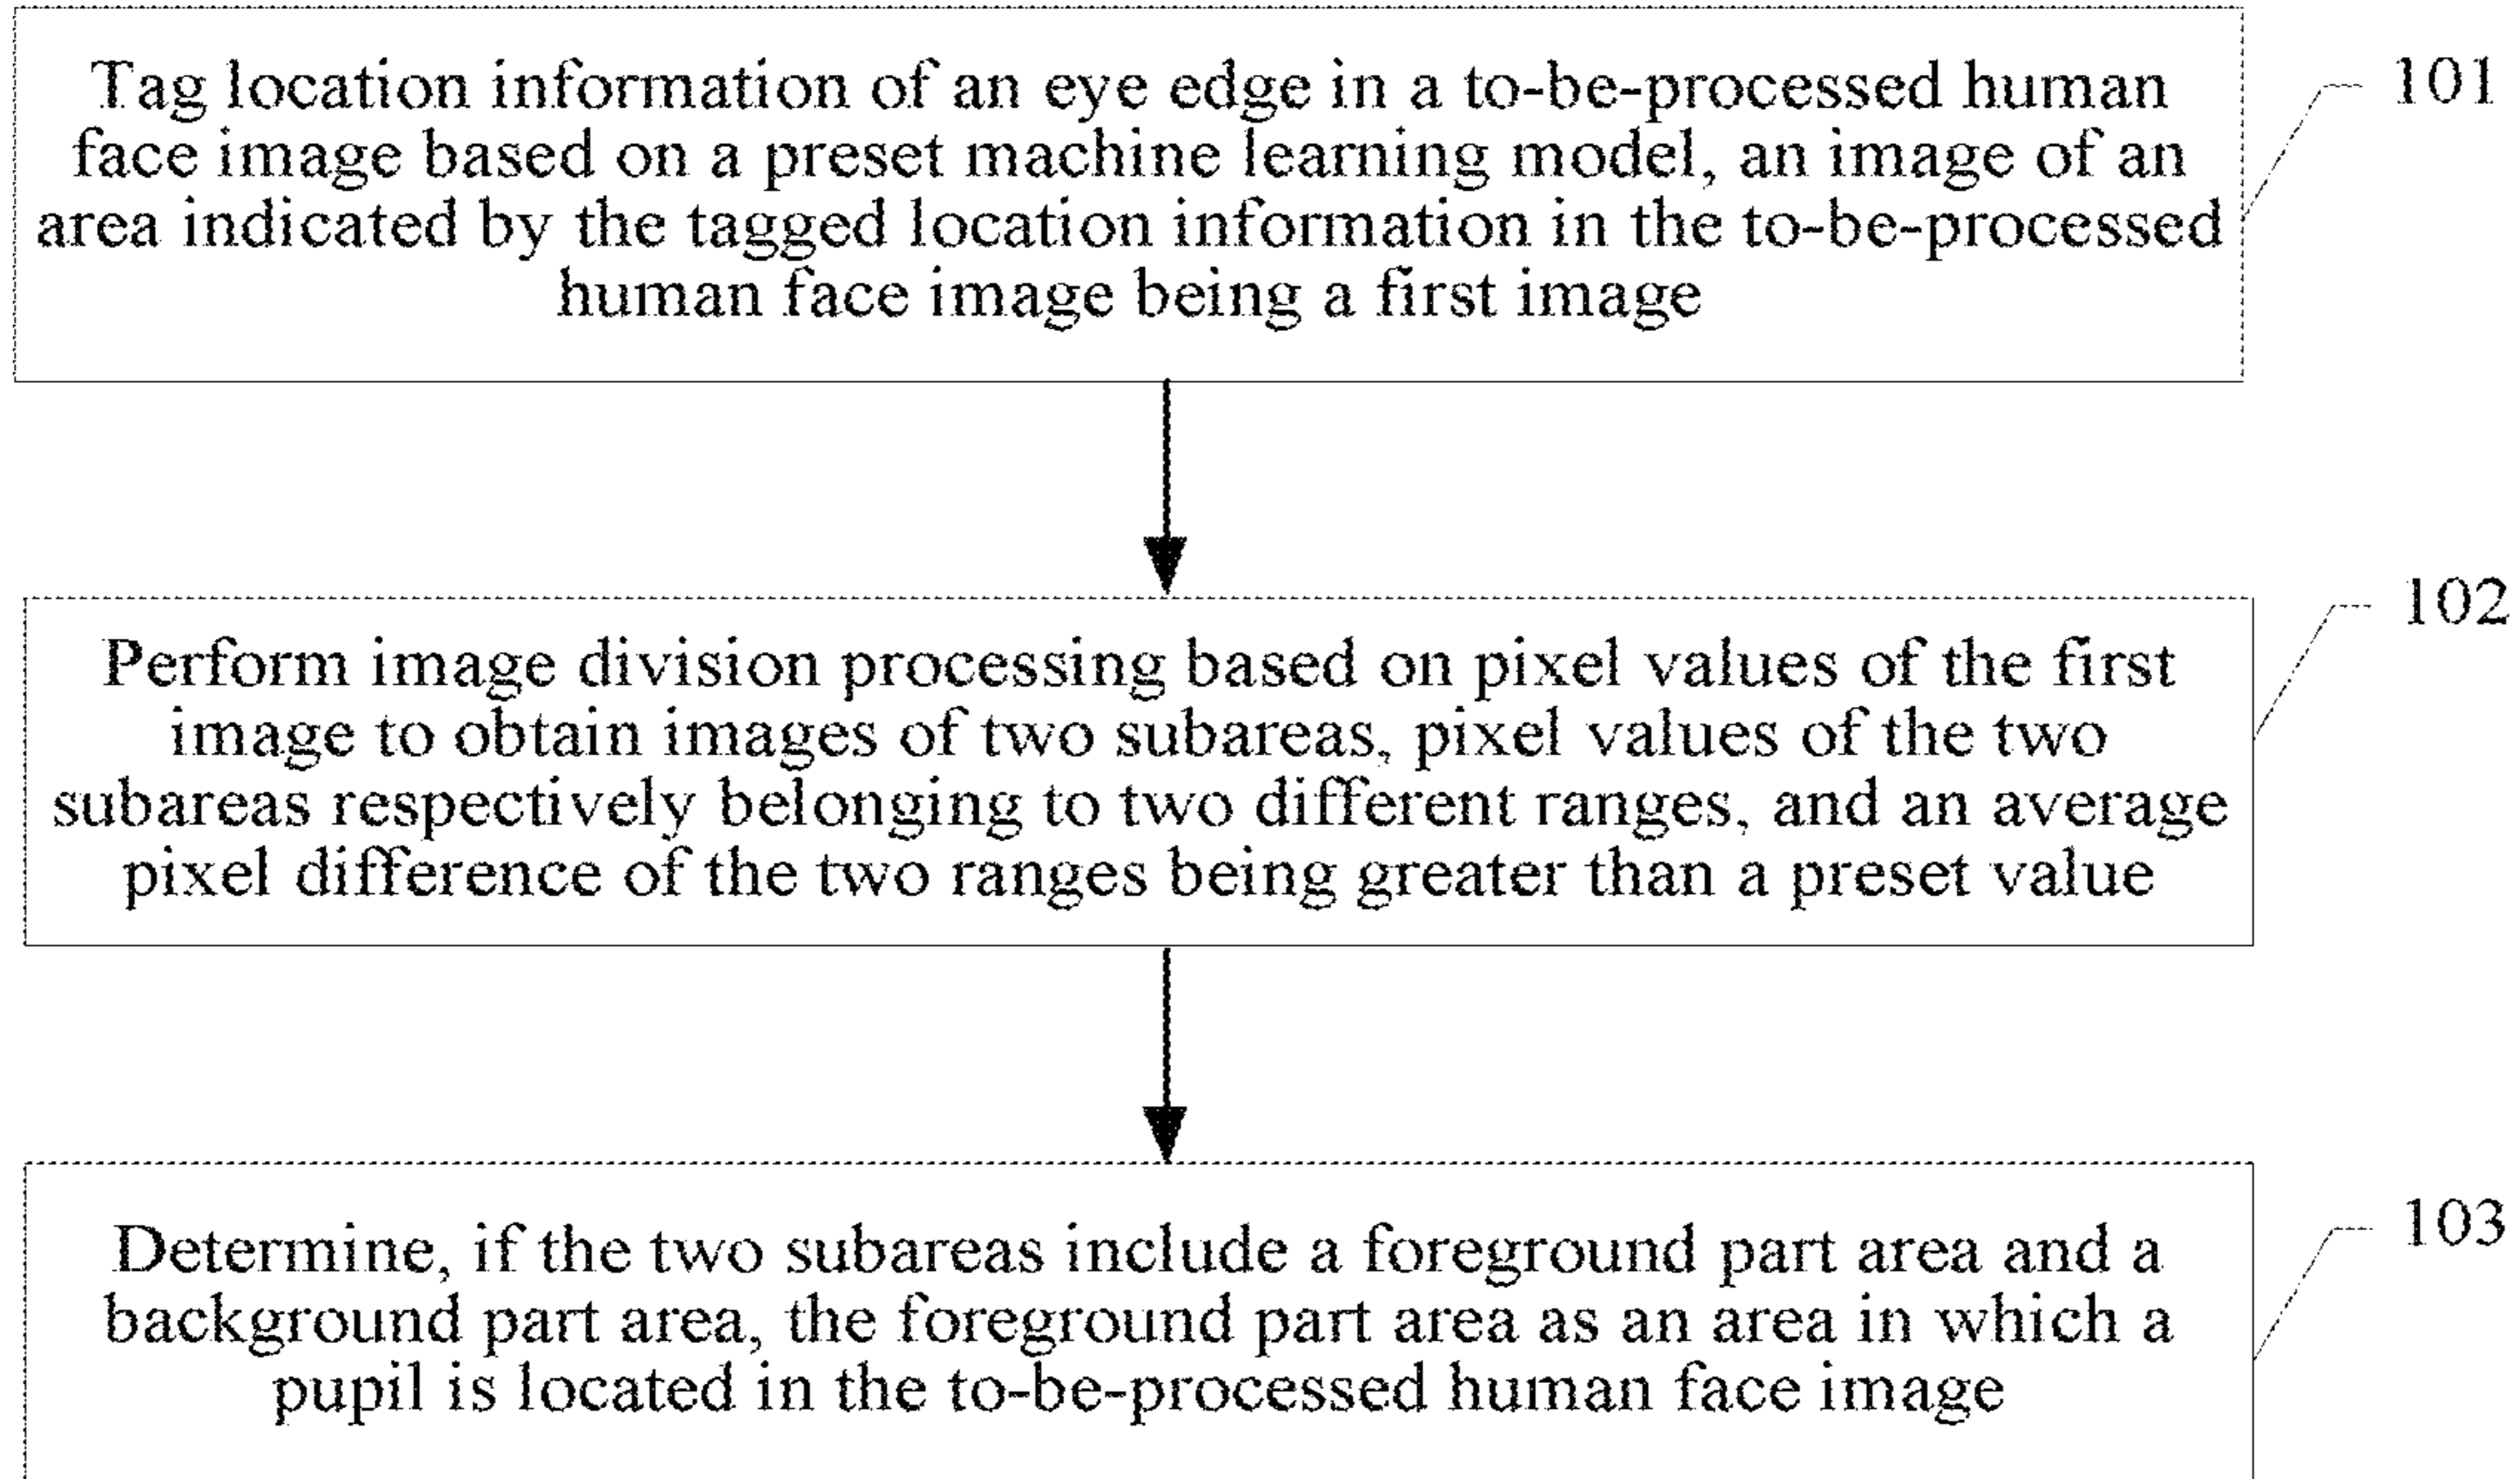 Tag location information of an eye edge in a to-be-processed human
face image based on a preset machine learning model, an image of an
area indicated by the tagged location information in the to-be-processed
human face image being a first image
101
Perform image division processing based on pixel values of the first
image to obtain images of two subareas, pixel values of the two
subareas respectively belonging to two different ranges, and an average
pixel difference of the two ranges being greater than a preset value
102
Determine, if the two subareas include a foreground part area and a
background part area, the foreground part area as an area in which a
pupil is located in the to-be-processed human face image
103